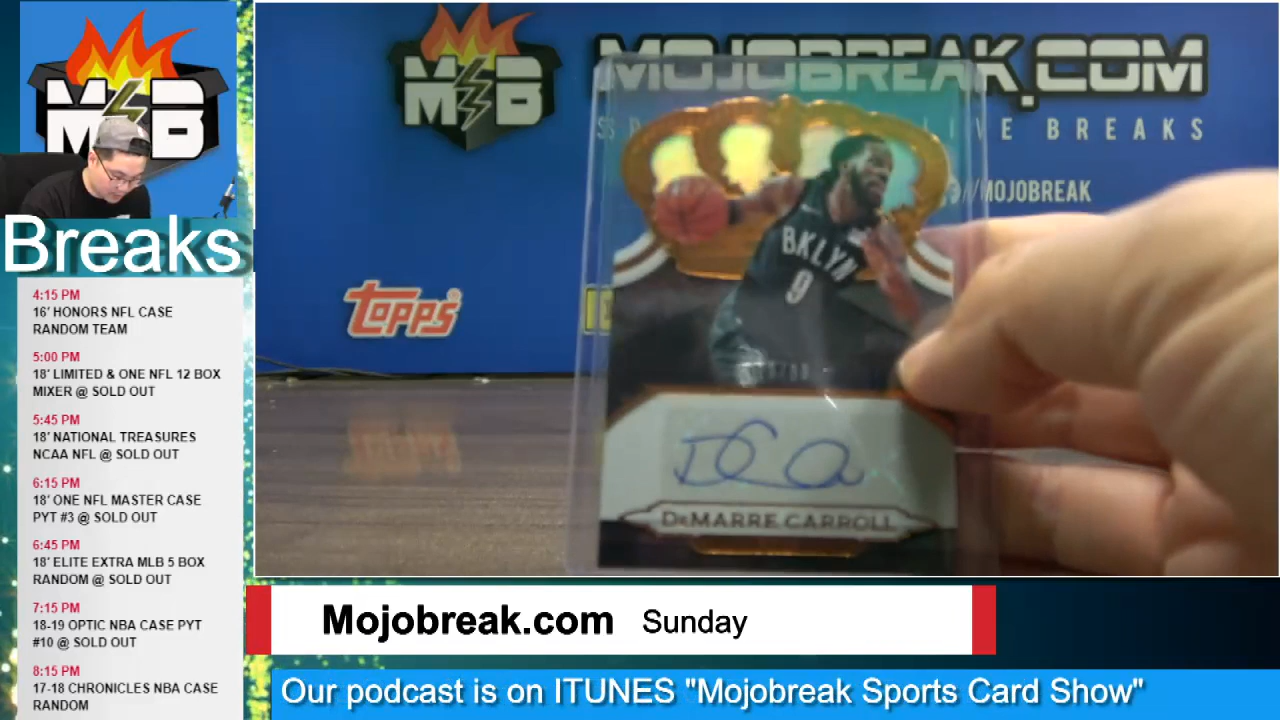 MB
MB
MOJOBREAK.COM
LIVE BREAKS
//MOJOBREAK
TOPPS
BKLYN
9
DeMARRE CARROLL
Breaks
4:15 PM
16' HONORS NFL CASE
RANDOM TEAM
5:00 PM
18' LIMITED & ONE NFL 12 BOX
MIXER @ SOLD OUT
5:45 PM
18' NATIONAL TREASURES
NCAA NFL @ SOLD OUT
6:15 PM
18' ONE NFL MASTER CASE
PYT #3 @ SOLD OUT
6:45 PM
18' ELITE EXTRA MLB 5 BOX
RANDOM @ SOLD OUT
7:15 PM
18-19 OPTIC NBA CASE PYT
#10 @ SOLD OUT
8:15 PM
17-18 CHRONICLES NBA CASE
RANDOM
Mojobreak.com Sunday
Our podcast is on ITUNES "Mojobreak Sports Card Show"